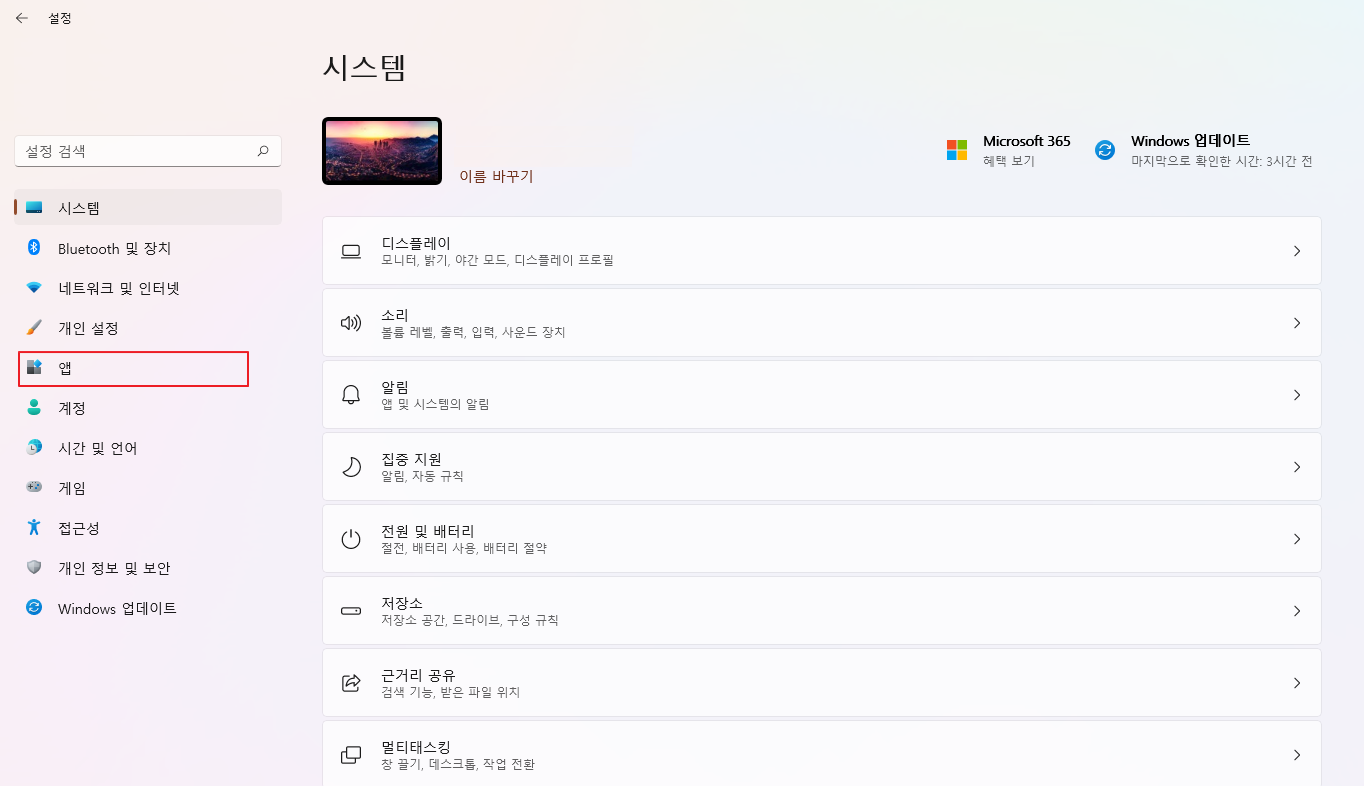 설정
시스템
설정 검색
이름 바꾸기
Microsoft 365
혜택 보기
Windows 업데이트
마지막으로 확인한 시간: 3시간 전
시스템
Bluetooth 및 장치
네트워크 및 인터넷
개인 설정
앱
계정
시간 및 언어
게임
접근성
개인 정보 및 보안
Windows 업데이트
디스플레이
모니터, 밝기, 야간 모드, 디스플레이 프로필
소리
볼륨 레벨, 출력, 입력, 사운드 장치
알림
앱 및 시스템의 알림
집중 지원
알림, 자동 규칙
전원 및 배터리
절전, 배터리 사용, 배터리 절약
저장소
저장소 공간, 드라이브, 구성 규칙
근거리 공유
검색 기능, 받은 파일 위치
멀티태스킹
창 끌기, 데스크톱, 작업 전환